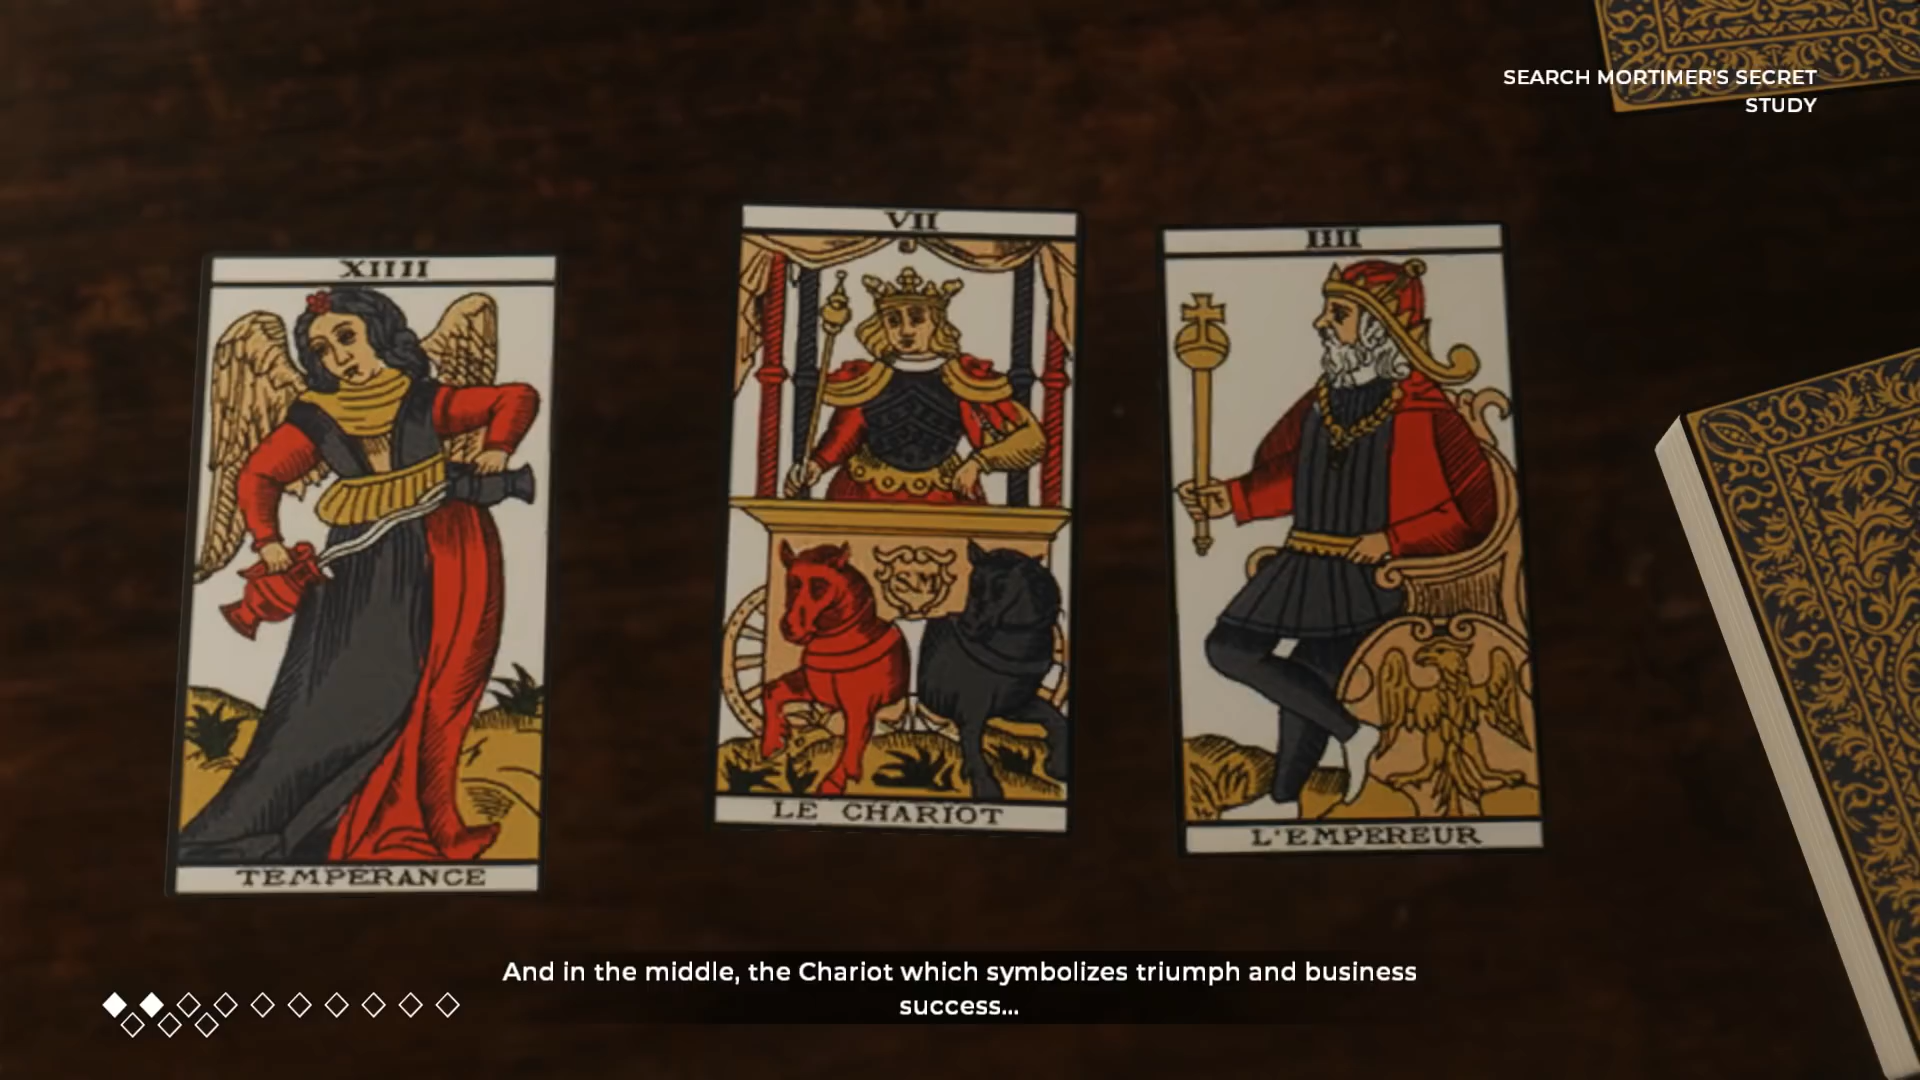 SEARCH MORTIMER'S SECRET
STUDY
XIIII
VII
IIII
S.M
LE CHARIOT
L'EMPEREUR
TEMPERANCE
And in the middle, the Chariot which symbolizes triumph and business
success...